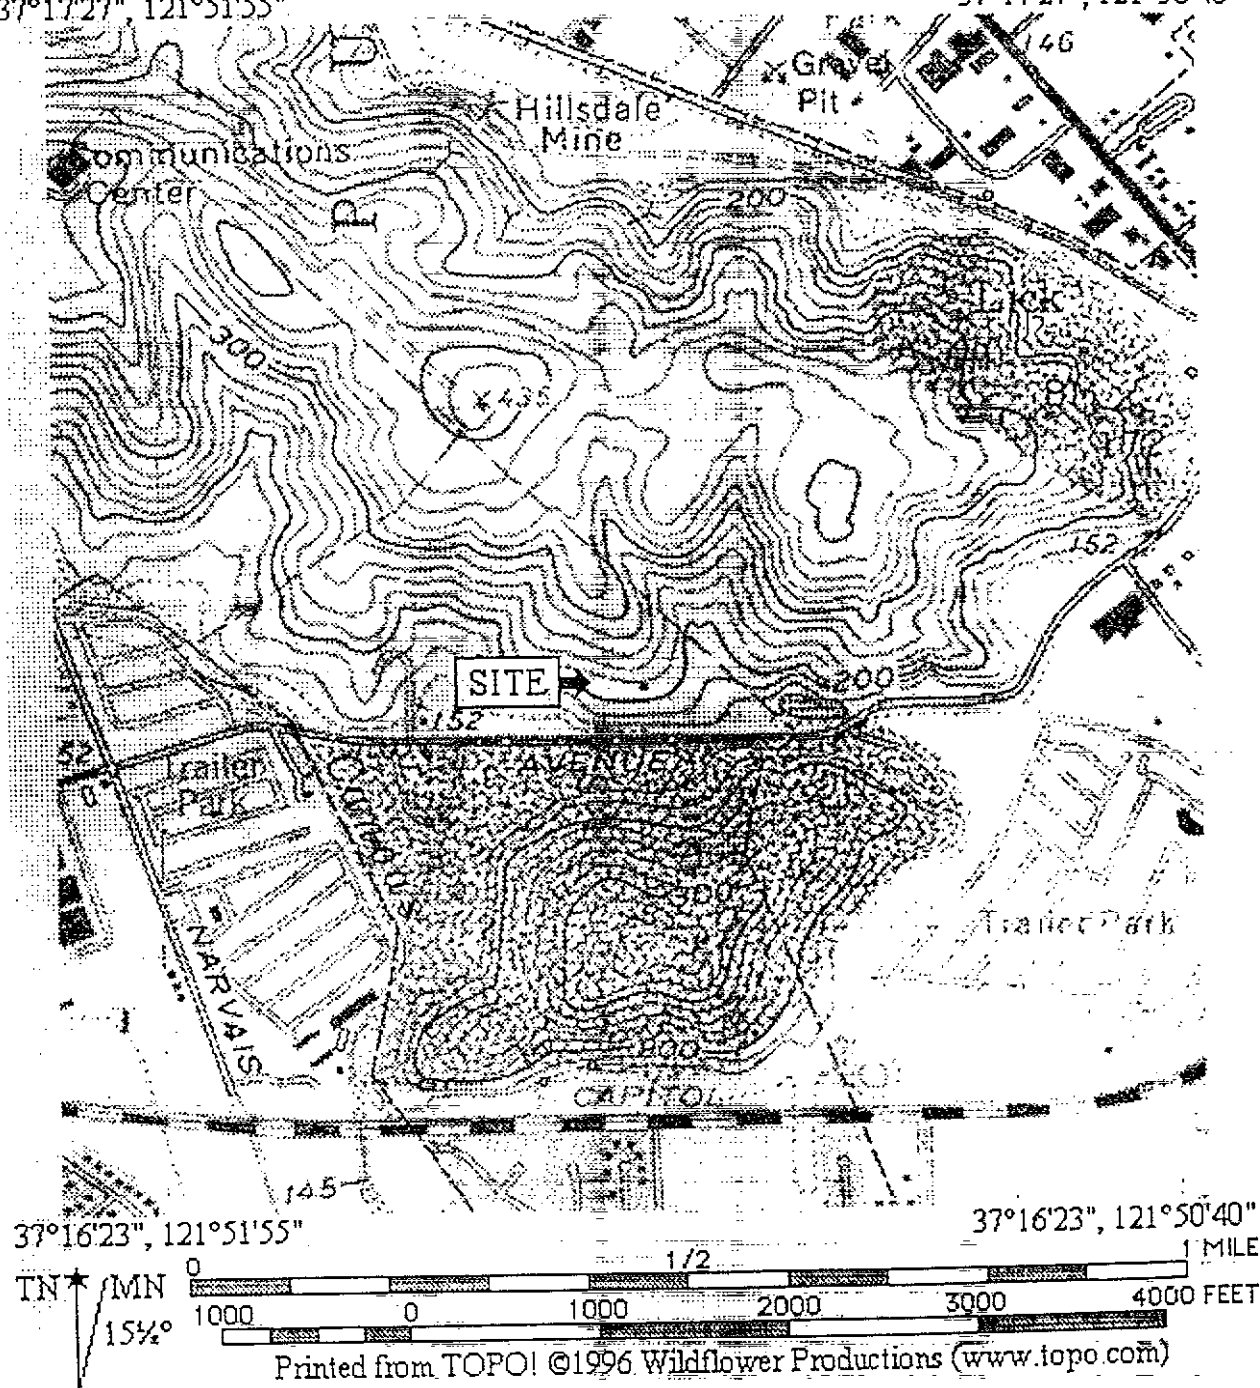 37°17'27", 121°51'55"
146
Gravel
Pit
Hillsdale
Mine
U
Communications
Center
P
200
Lick
300
435
172
152
SITE
200
152
AVENUE
52
Trailer
Park
NARVAIS
Trailer Park
200
CAPITOL
145
37°16'23", 121°51'55"
37°16'23", 121°50'40"
0 1/2 1 MILE
TN MN
15½°
1000 0 1000 2000 3000 4000 FEET
Printed from TOPO! ©1996 Wildflower Productions (www.topo.com)